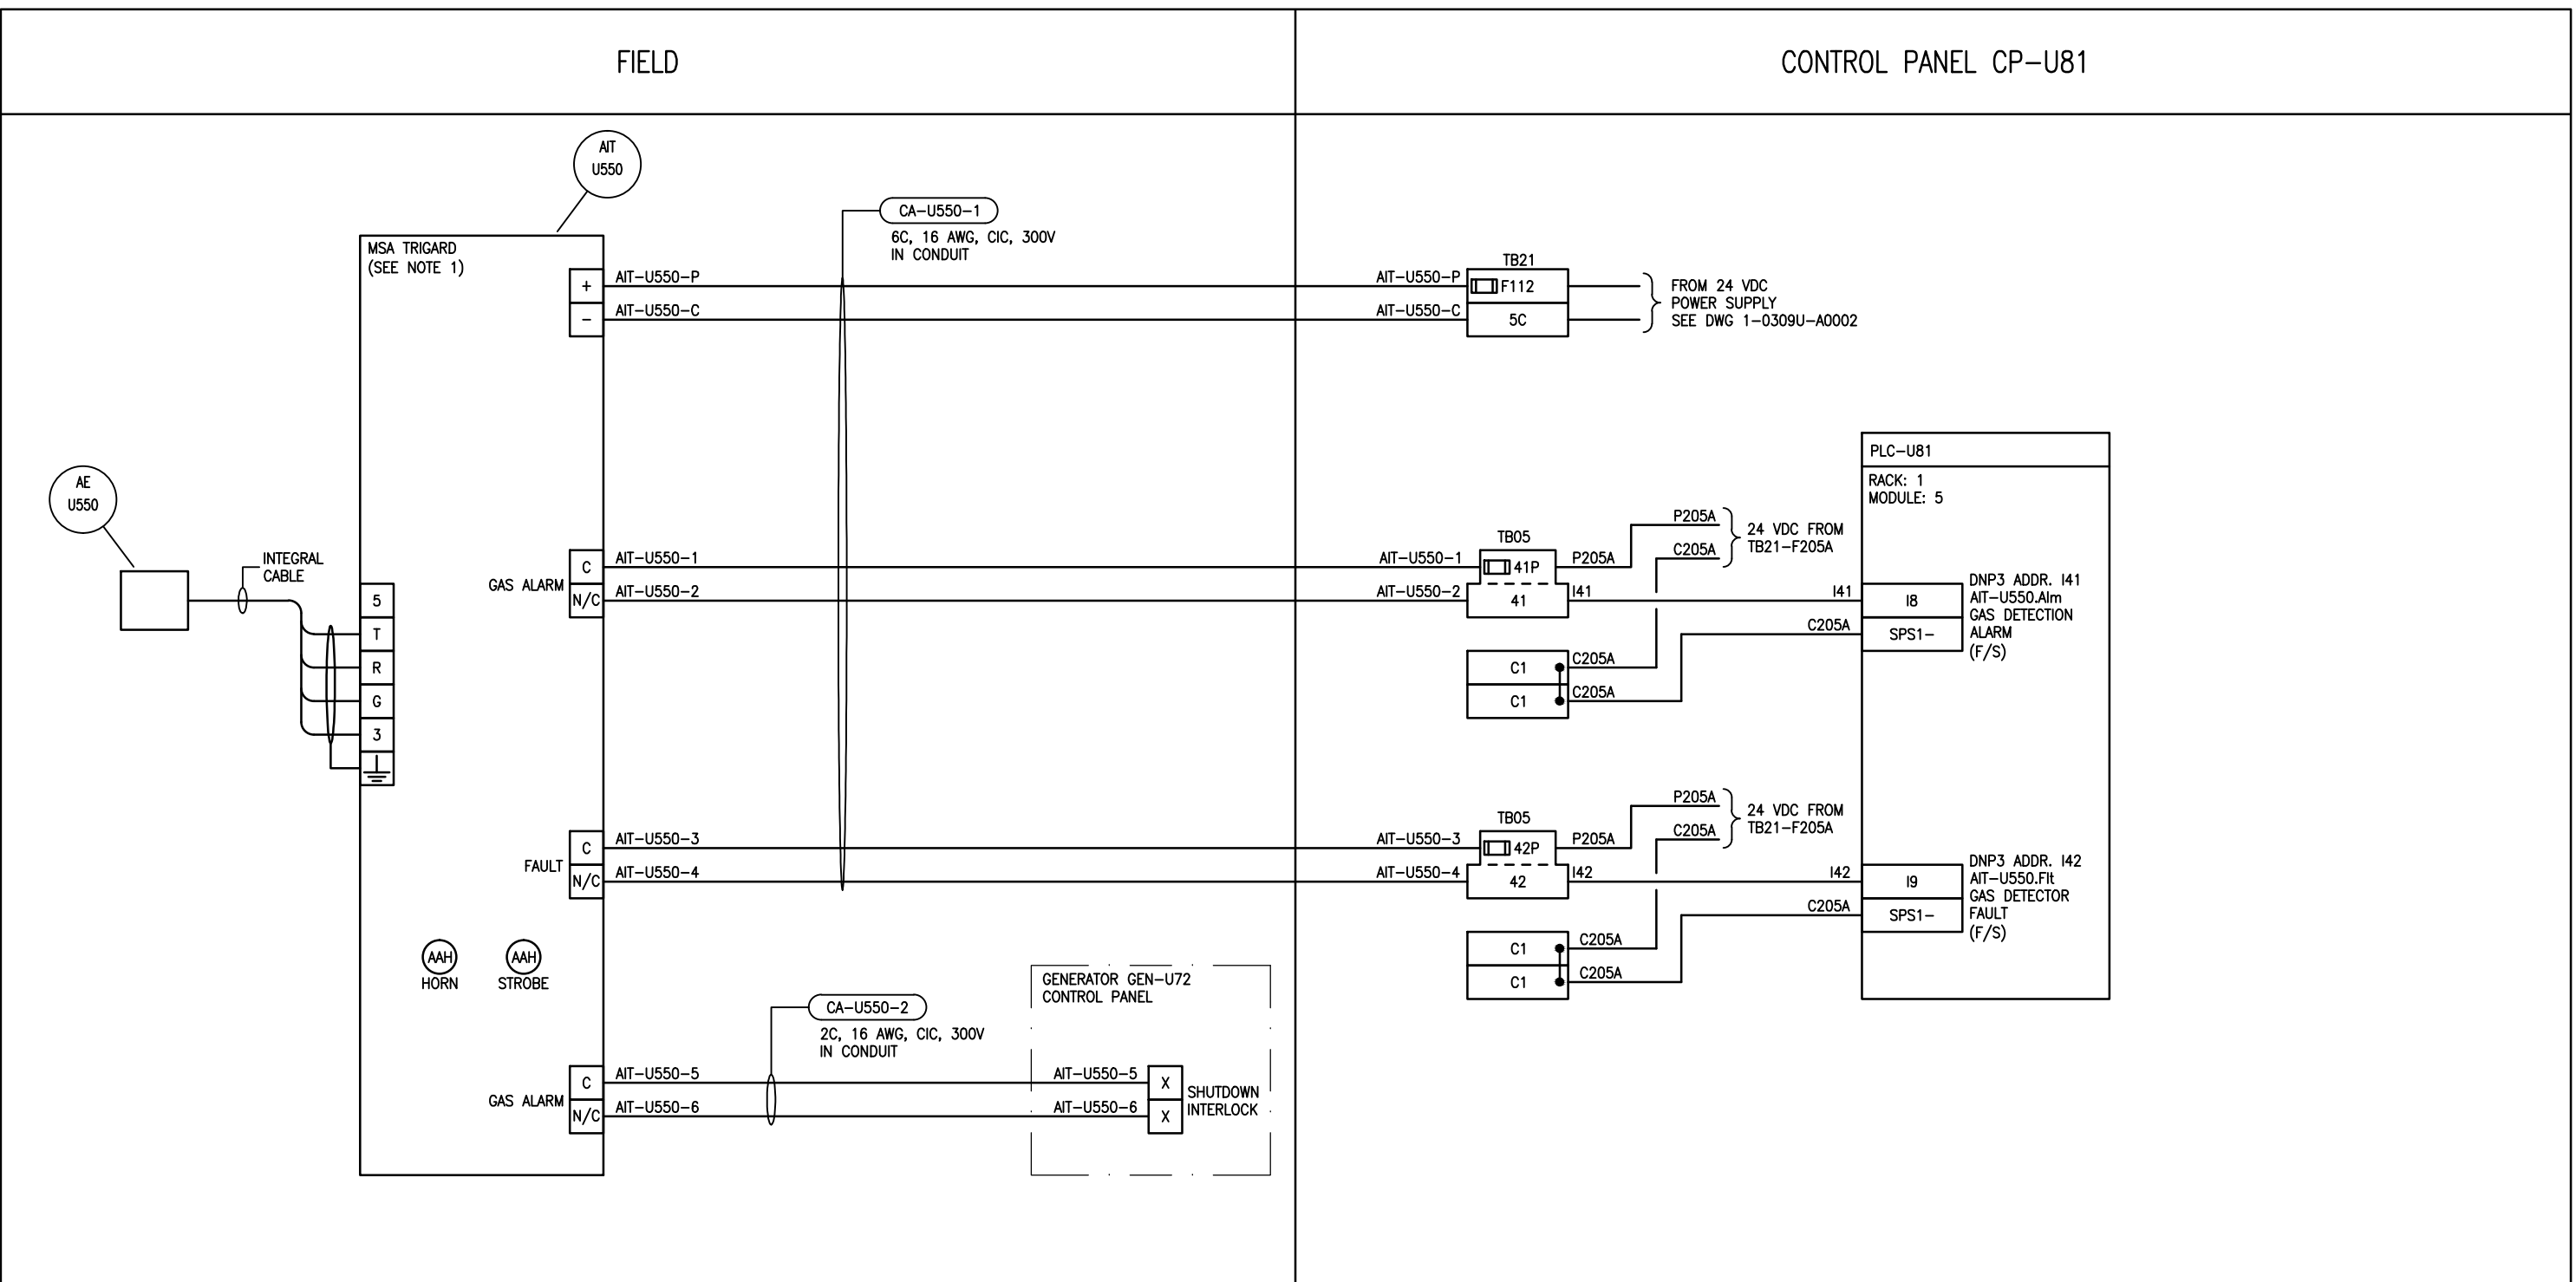 FIELD
CONTROL PANEL CP-U81
AIT
U550
CA-U550-1
6C, 16 AWG, CIC, 300V
IN CONDUIT
MSA TRIGARD
(SEE NOTE 1)
+
-
AIT-U550-P
AIT-U550-C
AIT-U550-P
AIT-U550-C
TB21
F112
5C
FROM 24 VDC
POWER SUPPLY
SEE DWG 1-0309U-A0002
AE
U550
INTEGRAL
CABLE
5
T
R
G
3
GAS ALARM
C
N/C
AIT-U550-1
AIT-U550-2
AIT-U550-1
AIT-U550-2
TB05
41P
41
P205A
I41
P205A
C205A
24 VDC FROM
TB21-F205A
C1
C1
C205A
C205A
I41
C205A
PLC-U81
RACK: 1
MODULE: 5
I8
SPS1-
DNP3 ADDR. I41
AIT-U550.Alm
GAS DETECTION
ALARM
(F/S)
FAULT
C
N/C
AIT-U550-3
AIT-U550-4
AIT-U550-3
AIT-U550-4
TB05
42P
42
P205A
I42
P205A
C205A
24 VDC FROM
TB21-F205A
C1
C1
C205A
C205A
I42
C205A
I9
SPS1-
DNP3 ADDR. I42
AIT-U550.Flt
GAS DETECTOR
FAULT
(F/S)
AAH
HORN
AAH
STROBE
CA-U550-2
2C, 16 AWG, CIC, 300V
IN CONDUIT
GENERATOR GEN-U72
CONTROL PANEL
GAS ALARM
C
N/C
AIT-U550-5
AIT-U550-6
AIT-U550-5
AIT-U550-6
X
X
SHUTDOWN
INTERLOCK